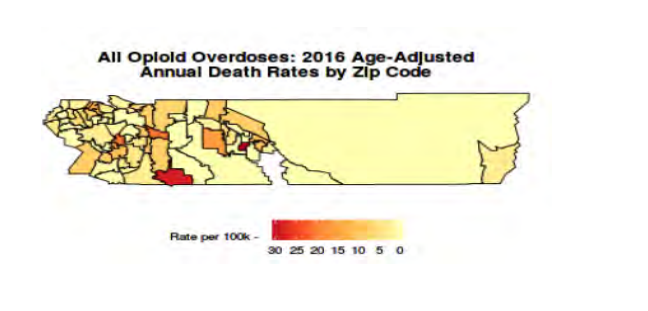 All Opioid Overdoses: 2016 Age-Adjusted
Annual Death Rates by Zip Code
Rate per 100k -
30 25 20 15 10 5 0